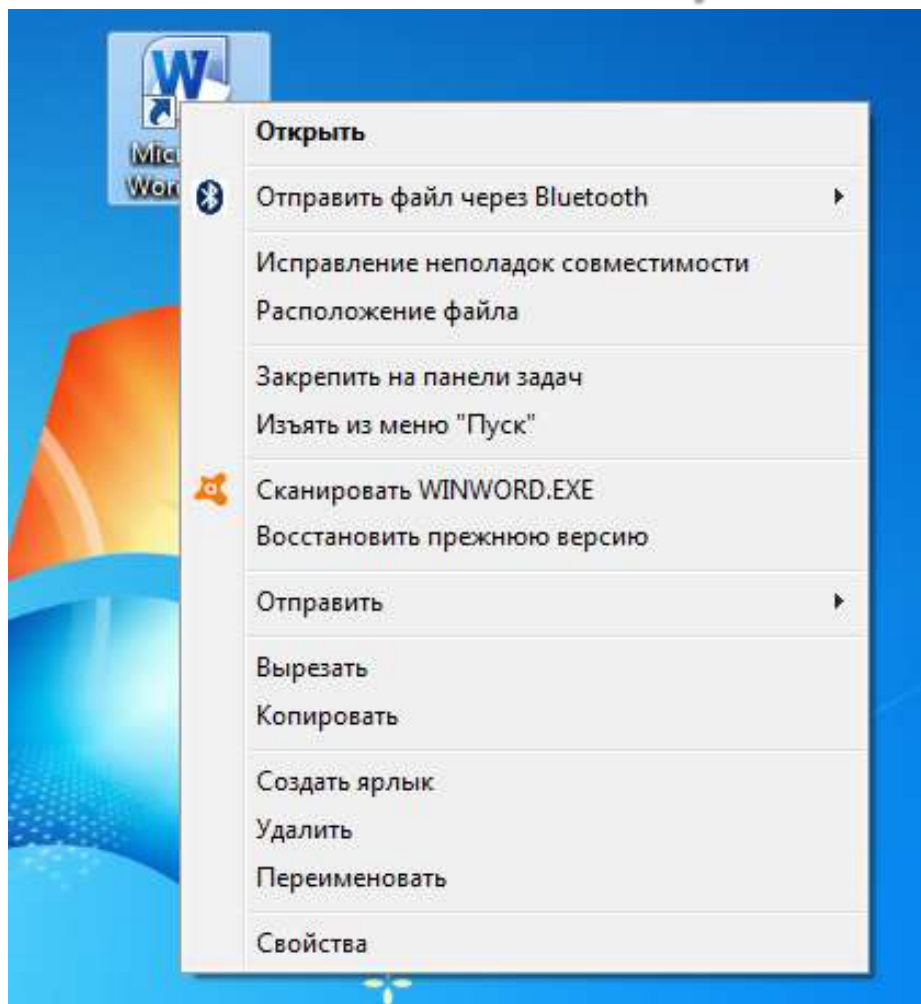 Открыть
Отправить файл через Bluetooth
Исправление неполадок совместимости
Расположение файла
Закрепить на панели задач
Изъять из меню "Пуск"
Сканировать WINWORD.EXE
Восстановить прежнюю версию
Отправить
Вырезать
Копировать
Создать ярлык
Удалить
Переименовать
Свойства